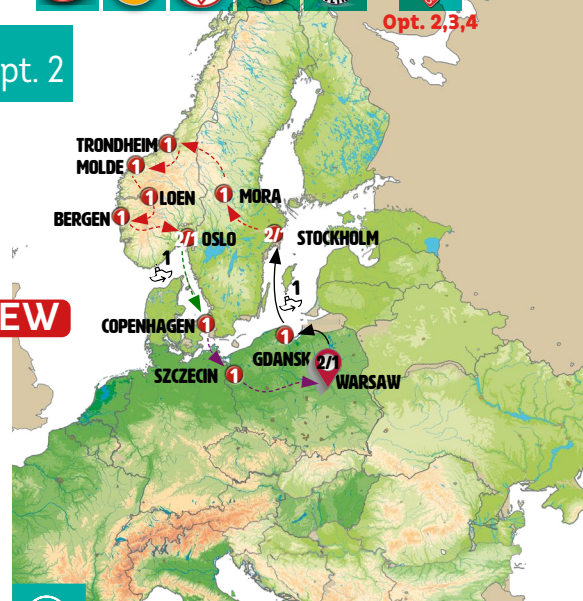 Opt. 2,3,4
pt. 2
TRONDHEIM 1
MOLDE 1
1 LOEN
1 MORA
BERGEN 1
2/1 OSLO
2/1 STOCKHOLM
1
1
EW
COPENHAGEN 1
GDANSK 1
2/1
SZCZECIN 1
WARSAW